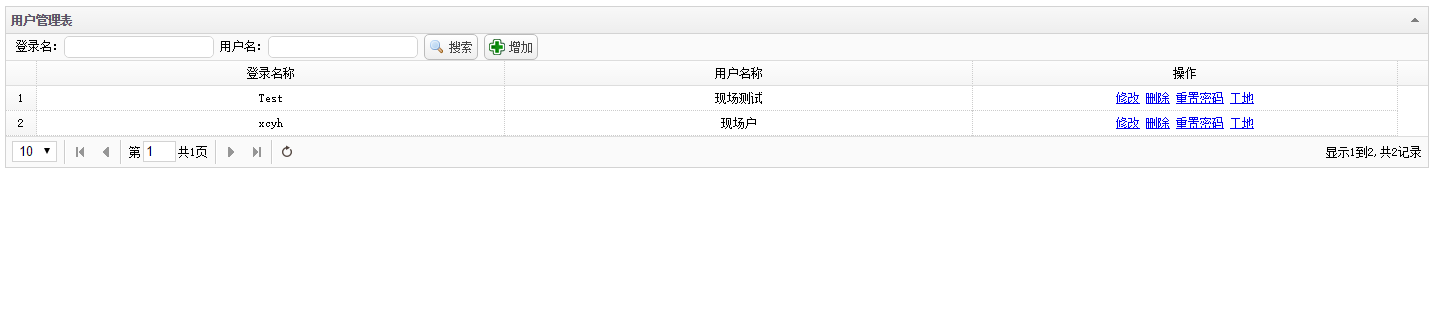 用户管理表
登录名: 用户名: 搜索 增加
登录名称 用户名称 操作
1 Test 现场测试 修改 删除 重置密码 工地
2 xcyh 现场户 修改 删除 重置密码 工地
10 第 1 共1页 显示1到2,共2记录